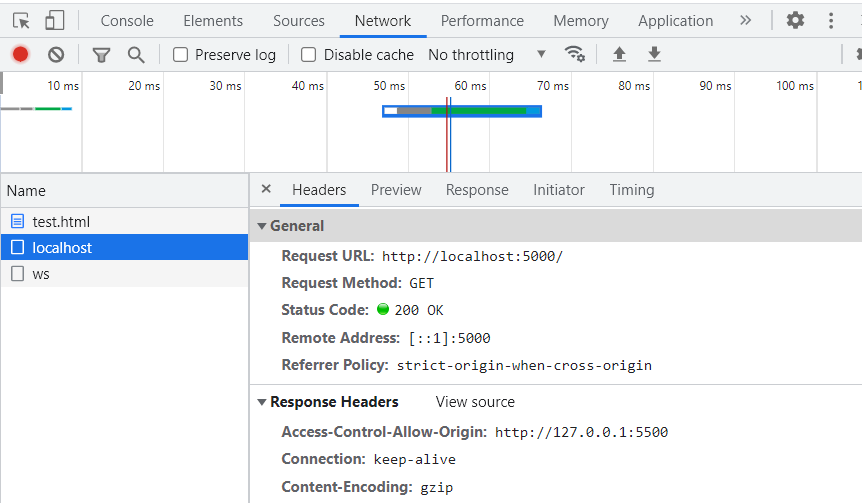 Console Elements Sources Network Performance Memory Application »
Preserve log Disable cache No throttling
10 ms 20 ms 30 ms 40 ms 50 ms 60 ms 70 ms 80 ms 90 ms 100 ms 1
Name
test.html
localhost
ws
× Headers Preview Response Initiator Timing
General
Request URL: http://localhost:5000/
Request Method: GET
Status Code: 200 OK
Remote Address: [::1]:5000
Referrer Policy: strict-origin-when-cross-origin
Response Headers View source
Access-Control-Allow-Origin: http://127.0.0.1:5500
Connection: keep-alive
Content-Encoding: gzip